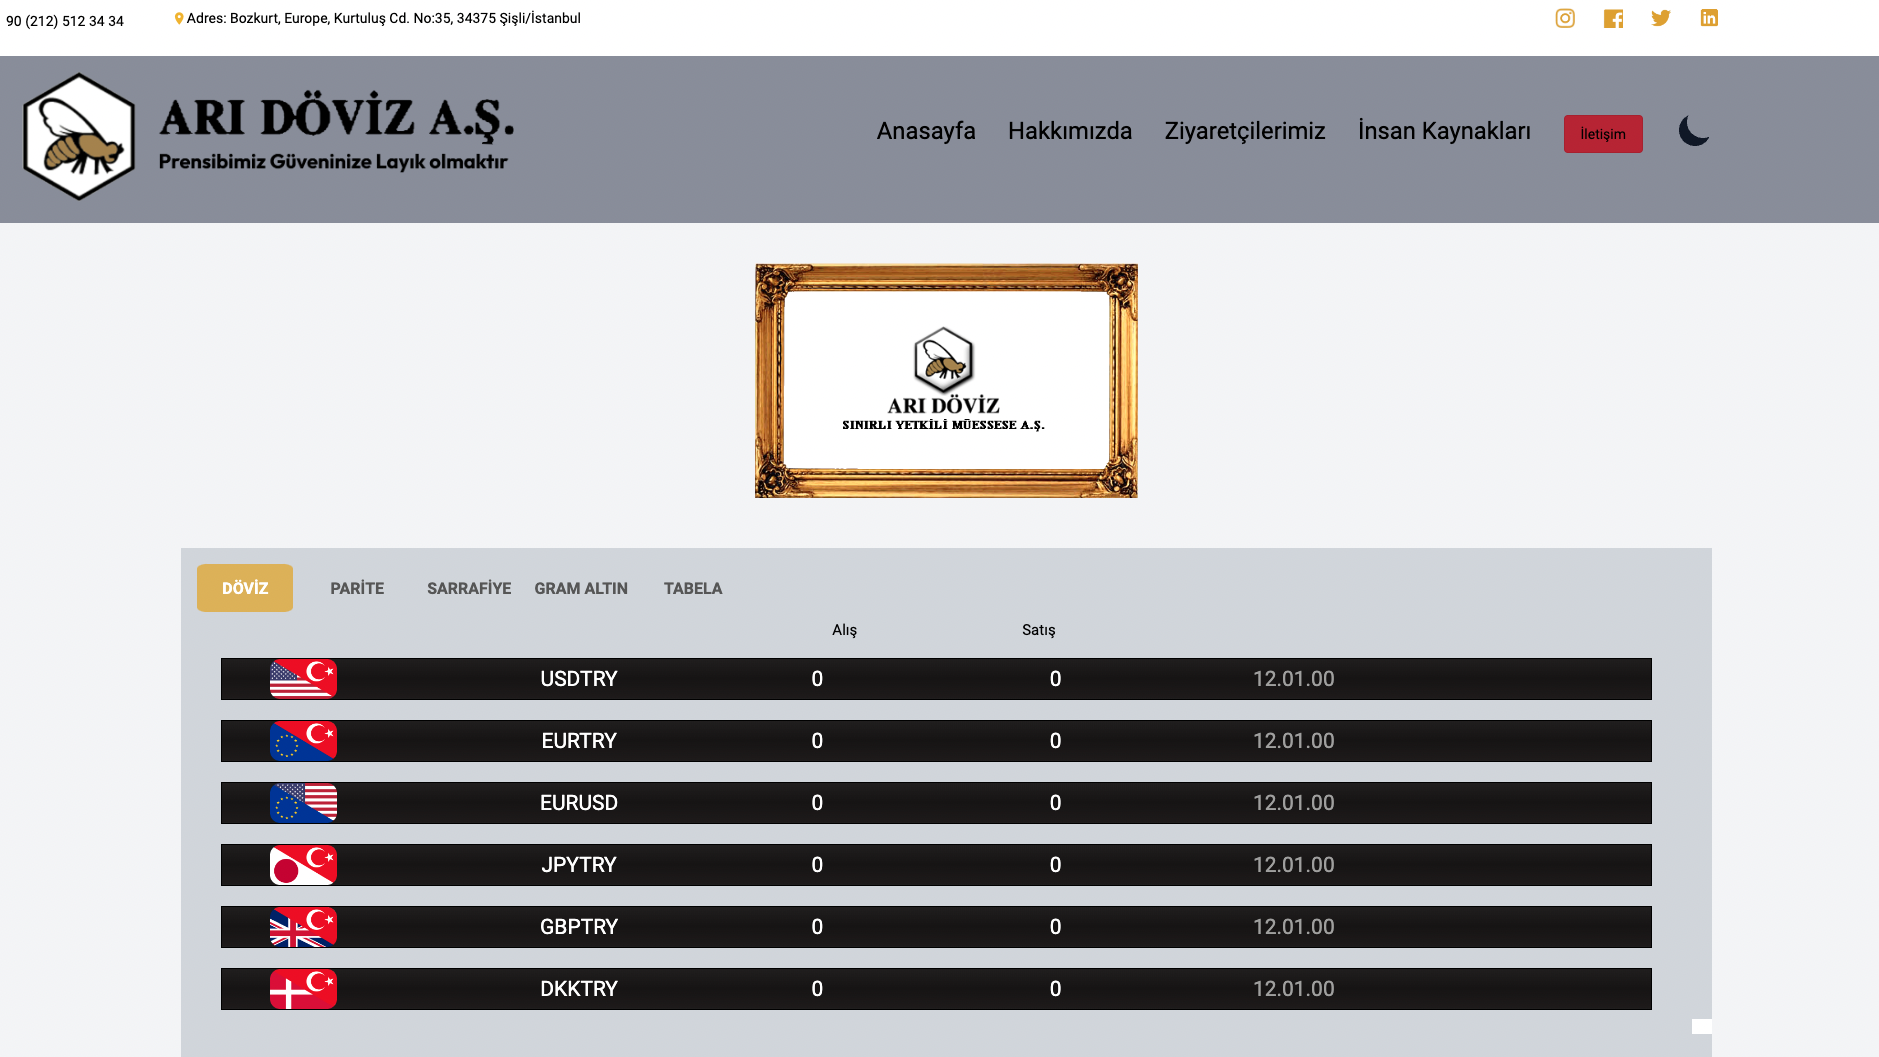 90 (212) 512 34 34
Adres: Bozkurt, Europe, Kurtuluş Cd. No:35, 34375 Şişli/İstanbul
ARI DÖVİZ A.Ş.
Prensibimiz Güveninize Layık olmaktır
Anasayfa Hakkımızda Ziyaretçilerimiz İnsan Kaynakları İletişim
ARI DÖVİZ
SINIRLI YETKİLİ MÜESSESE A.Ş.
DÖVİZ PARİTE SARRAFİYE GRAM ALTIN TABELA
Alış Satış
USDTRY 0 0 12.01.00
EURTRY 0 0 12.01.00
EURUSD 0 0 12.01.00
JPYTRY 0 0 12.01.00
GBPTRY 0 0 12.01.00
DKKTRY 0 0 12.01.00